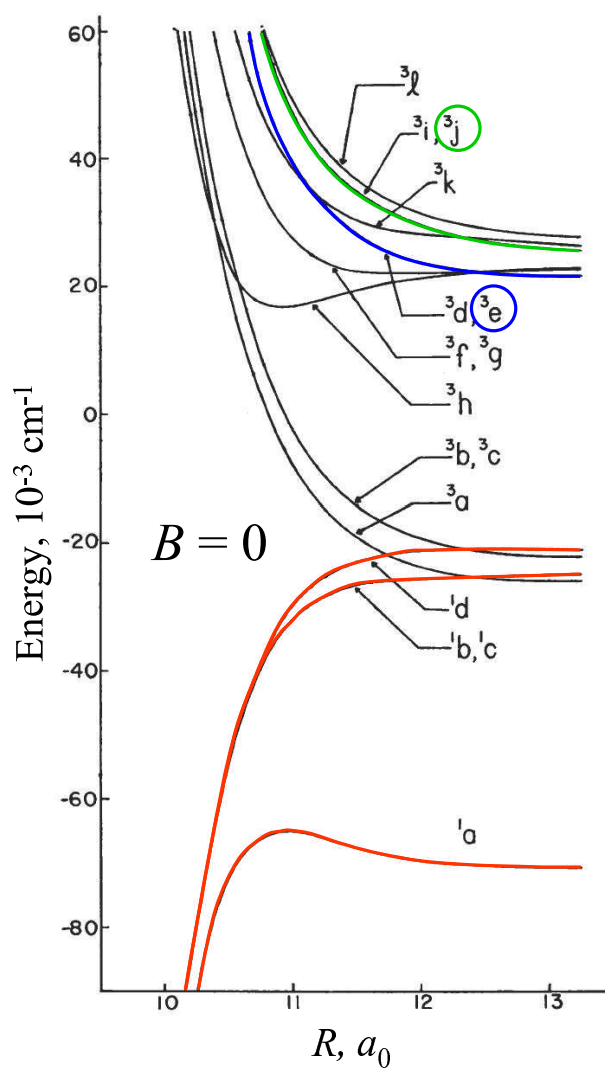 60
³l
³i, ³j
40
³k
20
³d, ³e
³f, ³g
³h
0
³b, ³c
³a
B = 0
-20
¹d
¹b, ¹c
-40
-60
¹a
-80
10 11 12 13
R, a₀
Energy, 10⁻³ cm⁻¹